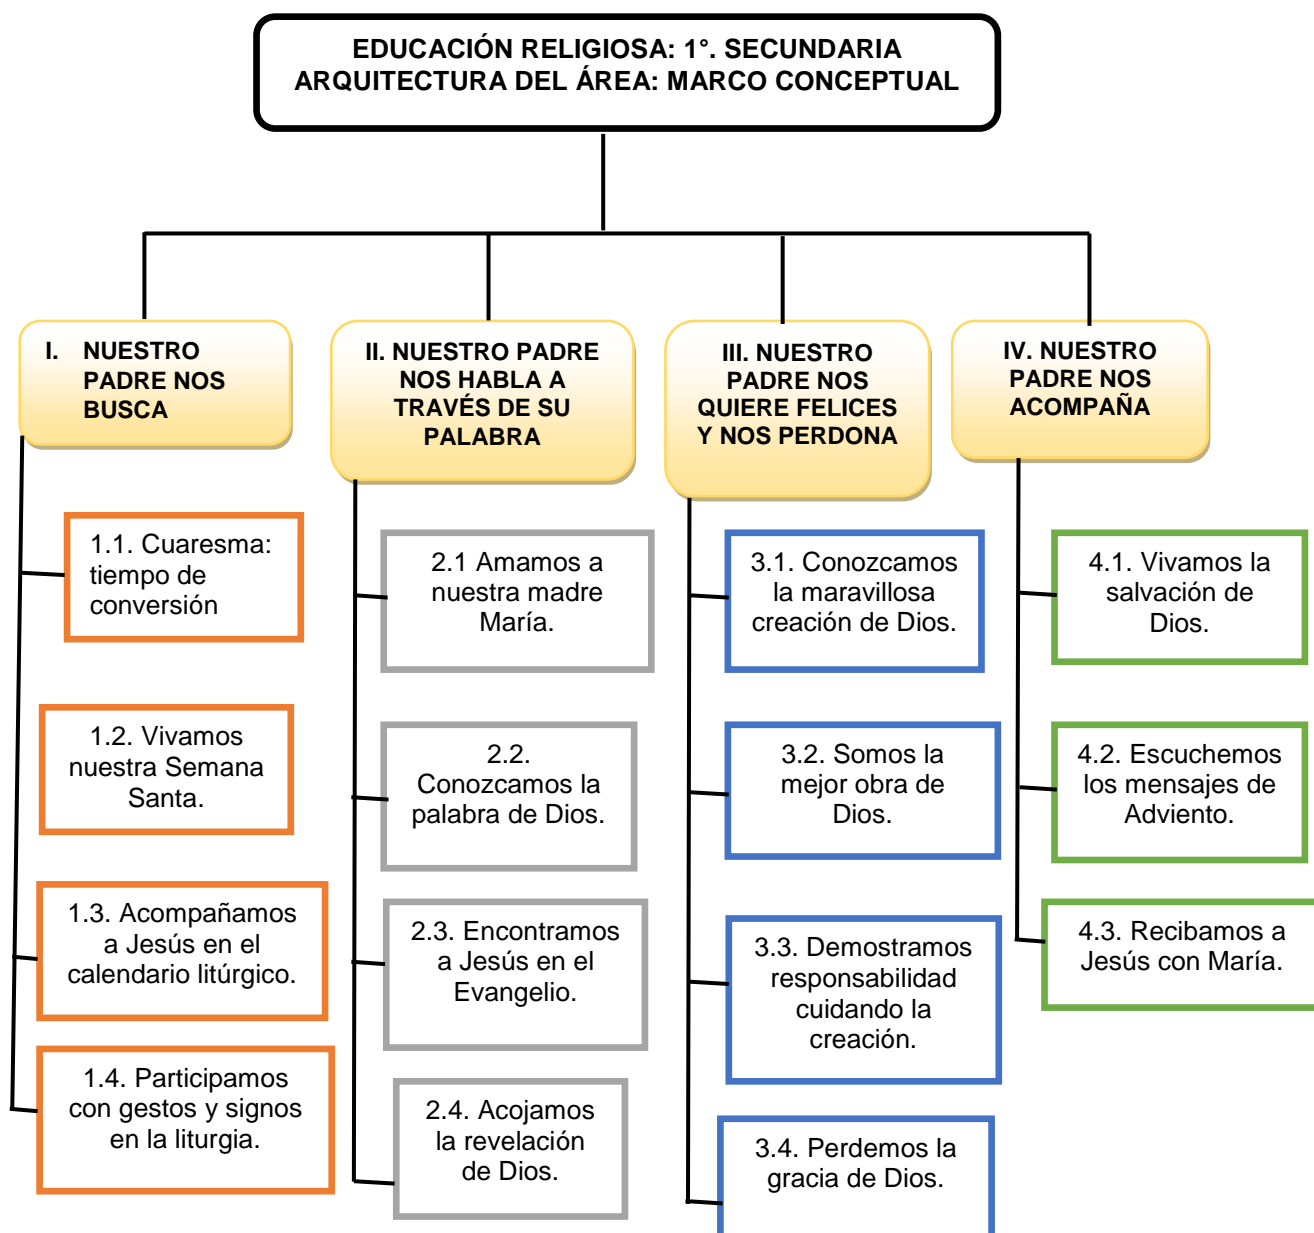 EDUCACIÓN RELIGIOSA: 1°. SECUNDARIA
ARQUITECTURA DEL ÁREA: MARCO CONCEPTUAL
I. NUESTRO
PADRE NOS
BUSCA
1.1. Cuaresma:
tiempo de
conversión
1.2. Vivamos
nuestra Semana
Santa.
1.3. Acompañamos
a Jesús en el
calendario litúrgico.
1.4. Participamos
con gestos y signos
en la liturgia.
II. NUESTRO PADRE
NOS HABLA A
TRAVÉS DE SU
PALABRA
2.1 Amamos a
nuestra madre
María.
2.2.
Conozcamos la
palabra de Dios.
2.3. Encontramos
a Jesús en el
Evangelio.
2.4. Acojamos
la revelación
de Dios.
III. NUESTRO
PADRE NOS
QUIERE FELICES
Y NOS PERDONA
3.1. Conozcamos
la maravillosa
creación de Dios.
3.2. Somos la
mejor obra de
Dios.
3.3. Demostramos
responsabilidad
cuidando la
creación.
3.4. Perdemos la
gracia de Dios.
IV. NUESTRO
PADRE NOS
ACOMPAÑA
4.1. Vivamos la
salvación de
Dios.
4.2. Escuchemos
los mensajes de
Adviento.
4.3. Recibamos a
Jesús con María.